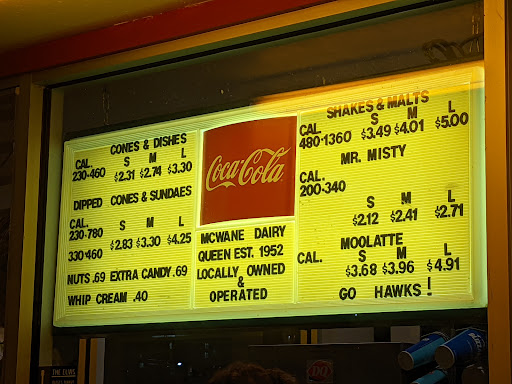 CONES & DISHES
CAL. S M L
230-460 $2.31 $2.74 $3.30
DIPPED CONES & SUNDAES
CAL. S M L
230-780 $2.83 $3.30 $4.25
330-460
NUTS .69 EXTRA CANDY .69
WHIP CREAM .40
Coca-Cola
MCWANE DAIRY
QUEEN EST. 1952
LOCALLY OWNED
&
OPERATED
SHAKES & MALTS
CAL. S M L
480-1360 $3.49 $4.01 $5.00
MR. MISTY
CAL.
200-340
S M L
$2.12 $2.41 $2.71
MOOLATTE
CAL. S M L
$3.68 $3.96 $4.91
GO HAWKS!
DQ